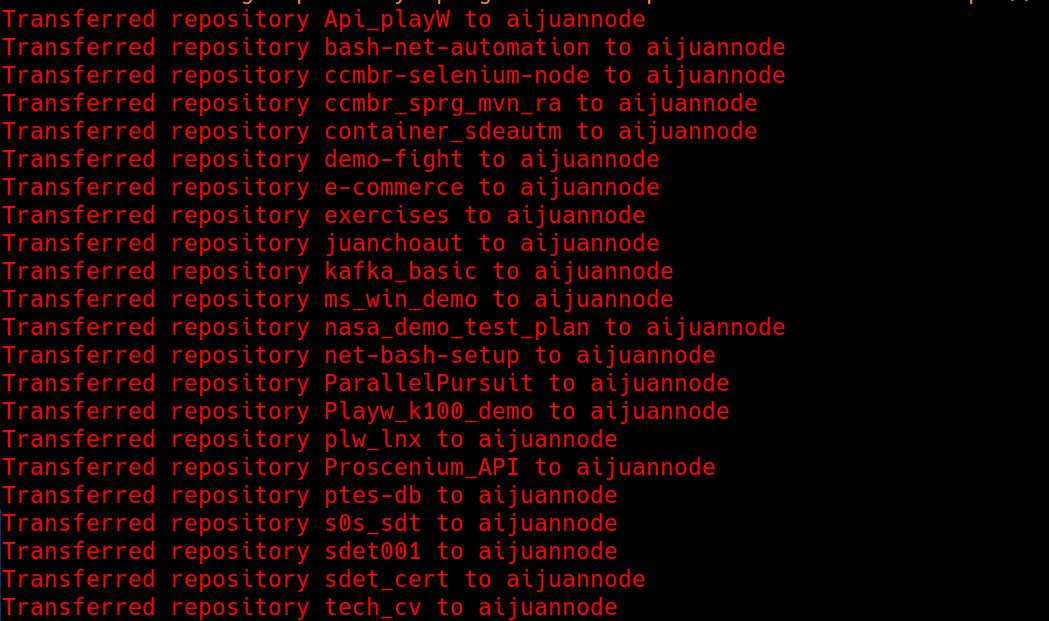 Transferred repository Api_playW to aijuannode
Transferred repository bash-net-automation to aijuannode
Transferred repository ccmbr-selenium-node to aijuannode
Transferred repository ccmbr_sprg_mvn_ra to aijuannode
Transferred repository container_sdeautm to aijuannode
Transferred repository demo-fight to aijuannode
Transferred repository e-commerce to aijuannode
Transferred repository exercises to aijuannode
Transferred repository juanchoaut to aijuannode
Transferred repository kafka_basic to aijuannode
Transferred repository ms_win_demo to aijuannode
Transferred repository nasa_demo_test_plan to aijuannode
Transferred repository net-bash-setup to aijuannode
Transferred repository ParallelPursuit to aijuannode
Transferred repository Playw_k100_demo to aijuannode
Transferred repository plw_lnx to aijuannode
Transferred repository Proscenium_API to aijuannode
Transferred repository ptes-db to aijuannode
Transferred repository s0s_sdt to aijuannode
Transferred repository sdet001 to aijuannode
Transferred repository sdet_cert to aijuannode
Transferred repository tech_cv to aijuannode